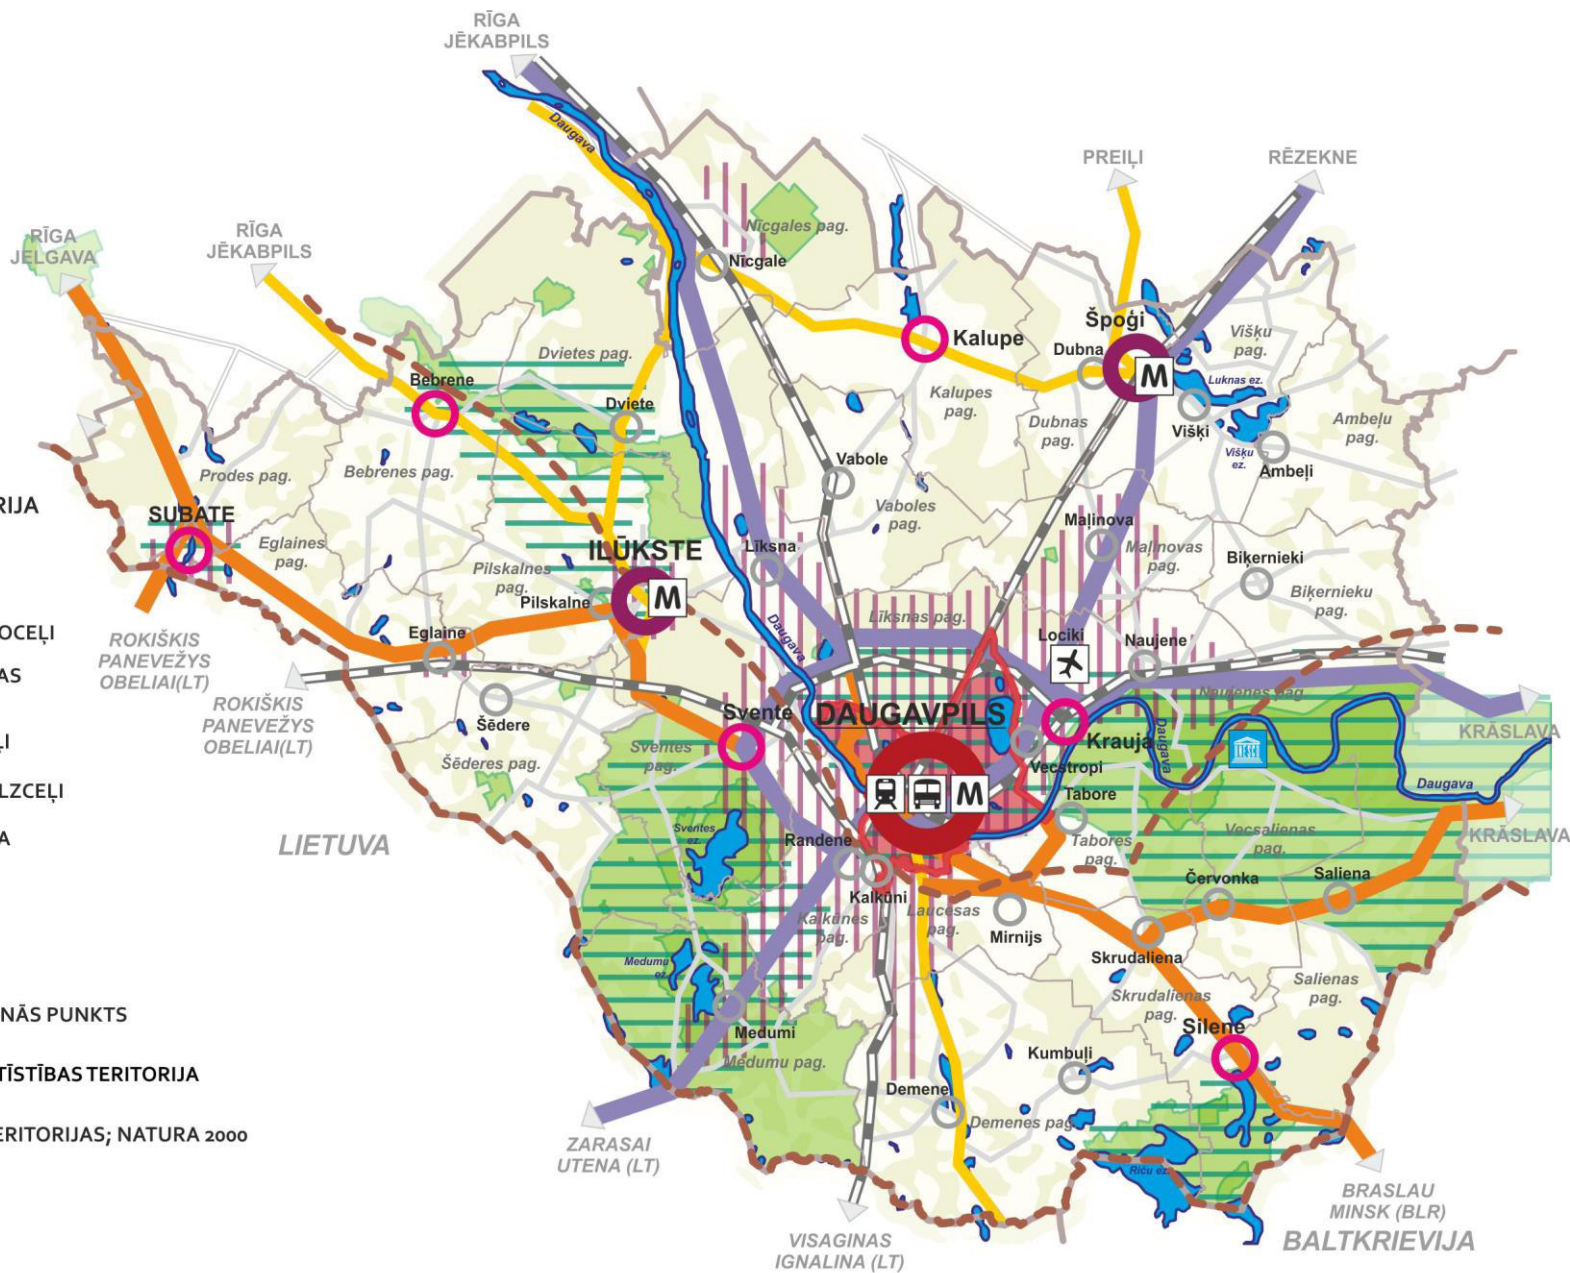 RĪGA
JĒKABPILS
PREIĻI
RĒZEKNE
RĪGA
JELGAVA
RĪGA
JĒKABPILS
Daugava
Nīcgales pag.
Nīcgale
Špoģi
Kalupe
Dubna
M
Višķu
pag.
Luknas ez.
Dvietes pag.
Bebrene
Dviete
Kalupes
pag.
Dubnas
pag.
Višķi
Višķu
ez.
Ambeļu
pag.
Ambeļi
Prodes pag.
Bebrenes pag.
Vabole
Vaboles
pag.
RIJA
SUBATE
Eglaines
pag.
ILŪKSTE
Līksna
Maļinova
Maļinovas
pag.
Biķernieki
Pilskalnes
pag.
Pilskalne
M
Biķernieku
pag.
OCEĻI
ROKIŠKIS
PANEVEŽYS
OBELIAI(LT)
Eglaine
Daugava
Līksnas pag.
Lociki
Naujene
AS
ROKIŠKIS
PANEVEŽYS
OBELIAI(LT)
Šēdere
Naujenes pag.
ĻI
Šēderes pag.
Sventes
pag.
Svente
DAUGAVPILS
Krauja
Daugava
UNESCO
KRĀSLAVA
Vecstropi
LZCEĻI
M
Tabore
Daugava
A
LIETUVA
Sventes
ez.
Randene
Tabores
pag.
Vecsalienas
pag.
KRĀSLAVA
Kalkūni
Červonka
Saliena
Kalkūnes
pag.
Laucesas
pag.
Mirnijs
Skrudaliena
Medumu
ez.
Skrudalienas
pag.
Salienas
pag.
NĀS PUNKTS
Medumi
Silene
Medumu pag.
Kumbuļi
TĪSTĪBAS TERITORIJA
Demene
Demenes pag.
ERITORIJAS; NATURA 2000
ZARASAI
UTENA (LT)
Riču ez.
BRASLAU
MINSK (BLR)
VISAGINAS
IGNALINA (LT)
BALTKRIEVIJA